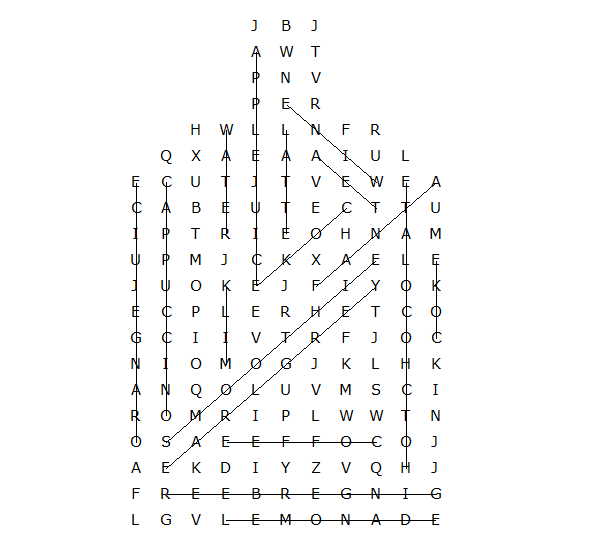 J B J
A W T
P N V
P E R
H W L L N F R
Q X A E A A I U L
E C U T J T V E W E A
C A B E U T E C T T U
I P T R I E O H N A M
U P M J C K X A E L E
J U O K E J F I Y O K
E C P L E R H E T C O
G C I I V T R F J O C
N I O M O G J K L H K
A N Q O L U V M S C I
R O M R I P L W W T N
O S A E E F F O C O J
A E K D I Y Z V Q H J
F R E E B R E G N I G
L G V L E M O N A D E